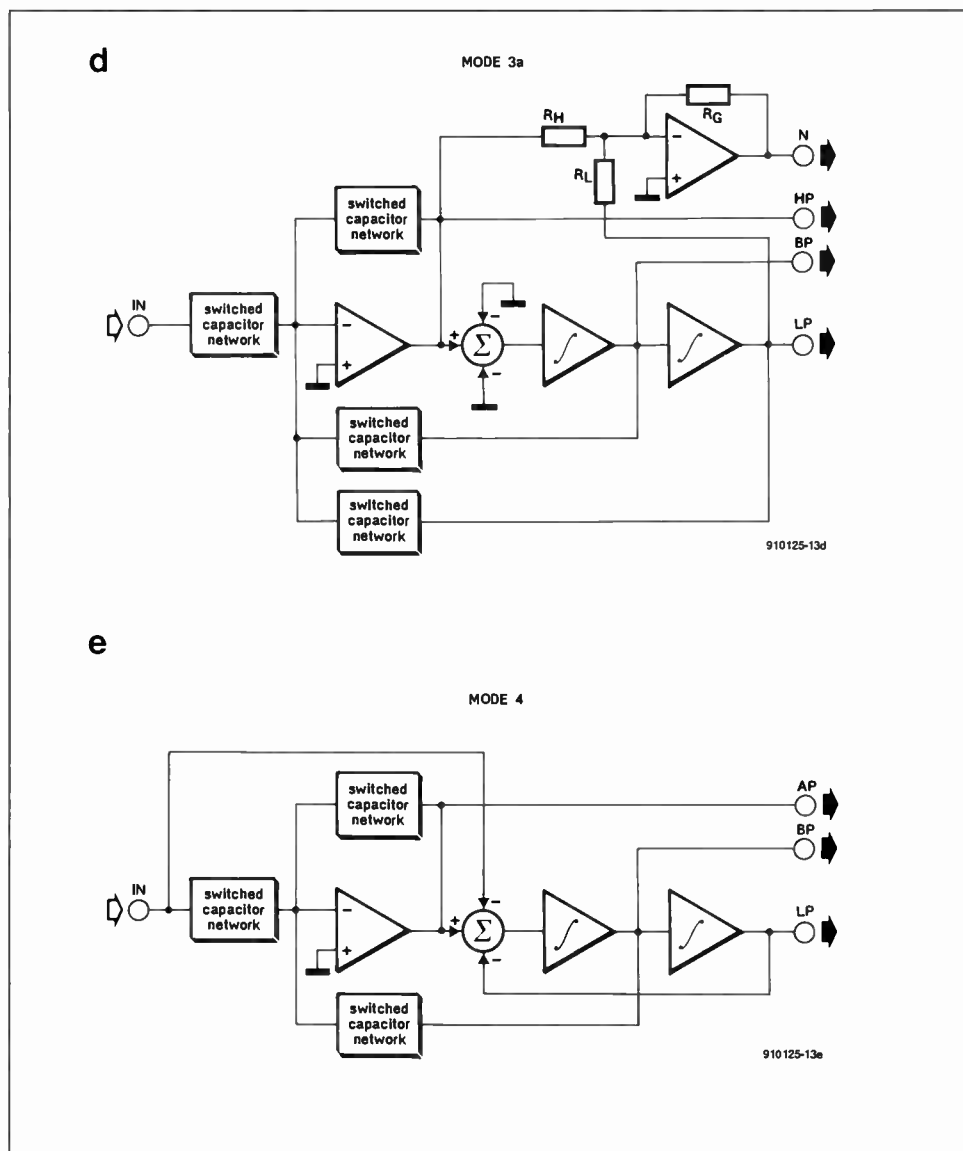 d
MODE 3a
RH
RG
N
RL
HP
switched
capacitor
network
BP
IN
switched
capacitor
network
−
+
−
+
−
Σ
−
+
∫
∫
LP
switched
capacitor
network
switched
capacitor
network
910125-13d
e
MODE 4
switched
capacitor
network
AP
BP
IN
switched
capacitor
network
−
+
−
+
Σ
−
∫
∫
LP
switched
capacitor
network
910125-13e